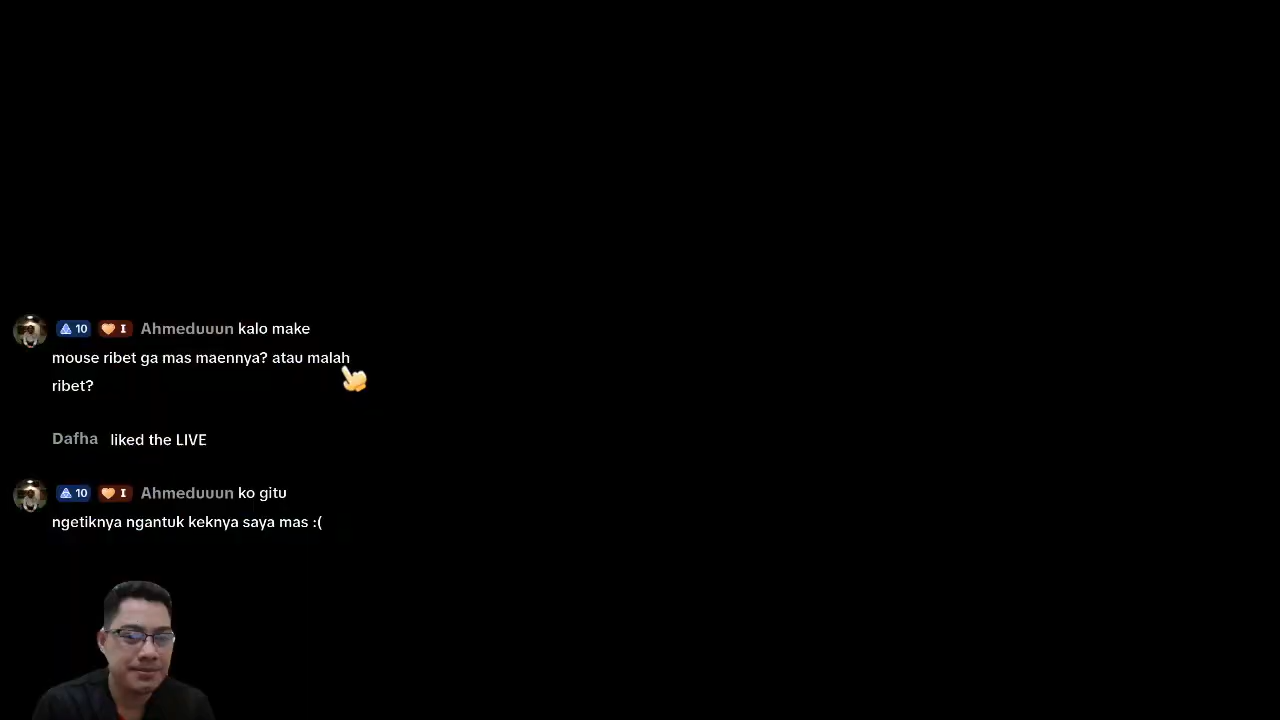 10 I Ahmeduuun kalo make
mouse ribet ga mas maennya? atau malah
ribet?
Dafha liked the LIVE
10 I Ahmeduuun ko gitu
ngetiknya ngantuk keknya saya mas :(